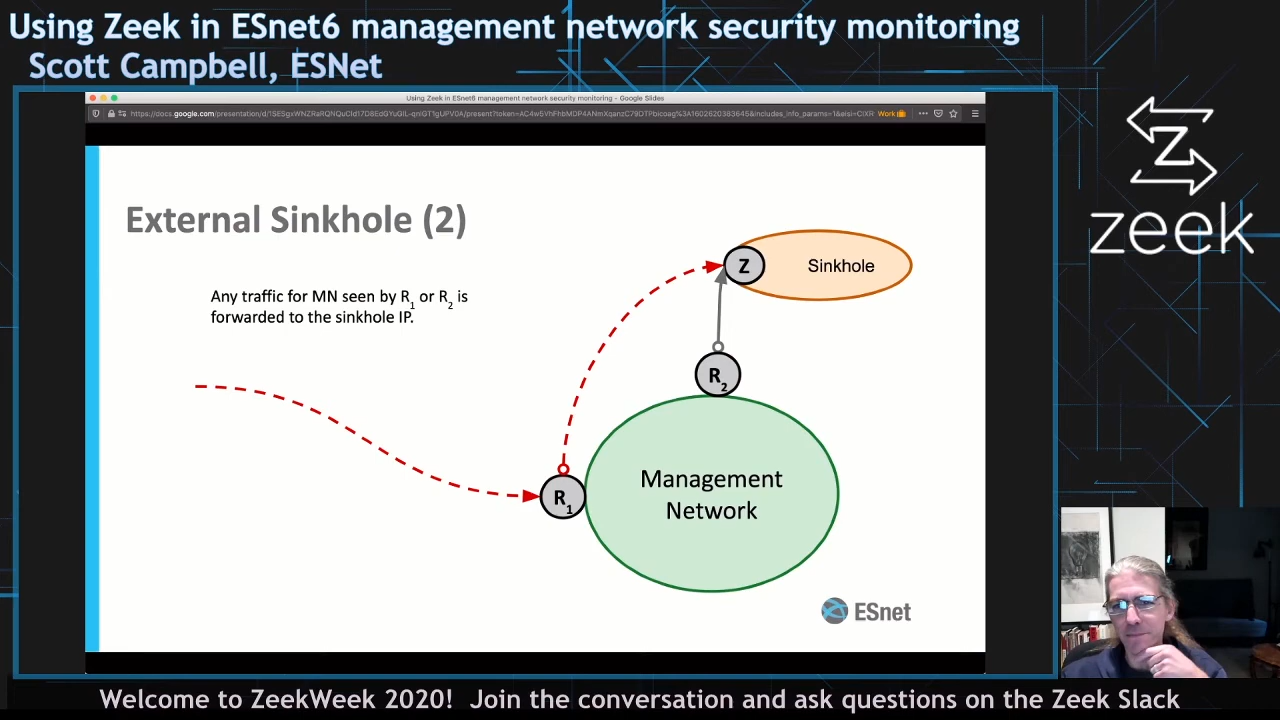 Using Zeek in ESnet6 management network security monitoring
Scott Campbell, ESNet
Using Zeek in ESnet6 management network security monitoring - Google Slides
Work
External Sinkhole (2)
Any traffic for MN seen by R1 or R2 is
forwarded to the sinkhole IP.
Z
Sinkhole
R2
R1
Management
Network
ESnet
Z
zeek
Welcome to ZeekWeek 2020! Join the conversation and ask questions on the Zeek Slack